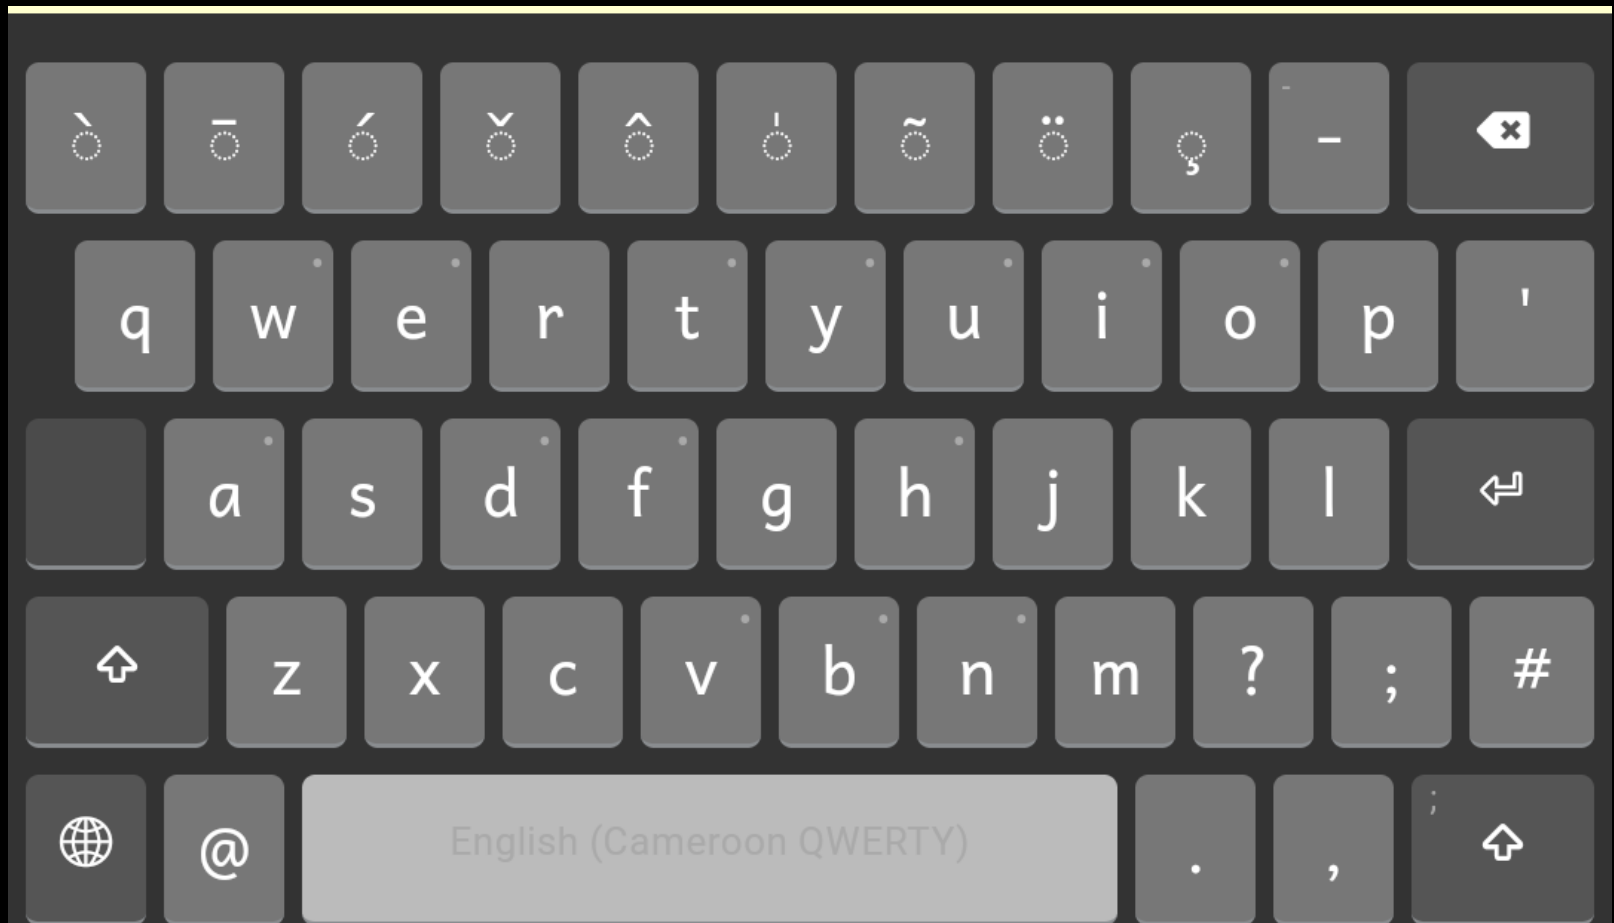 ◌̀ ◌̄ ◌́ ◌̌ ◌̂ ◌̍ ◌̃ ◌̈ ◌̧ - -
q w e r t y u i o p '
a s d f g h j k l
z x c v b n m ? ; #
@ English (Cameroon QWERTY) . , ;